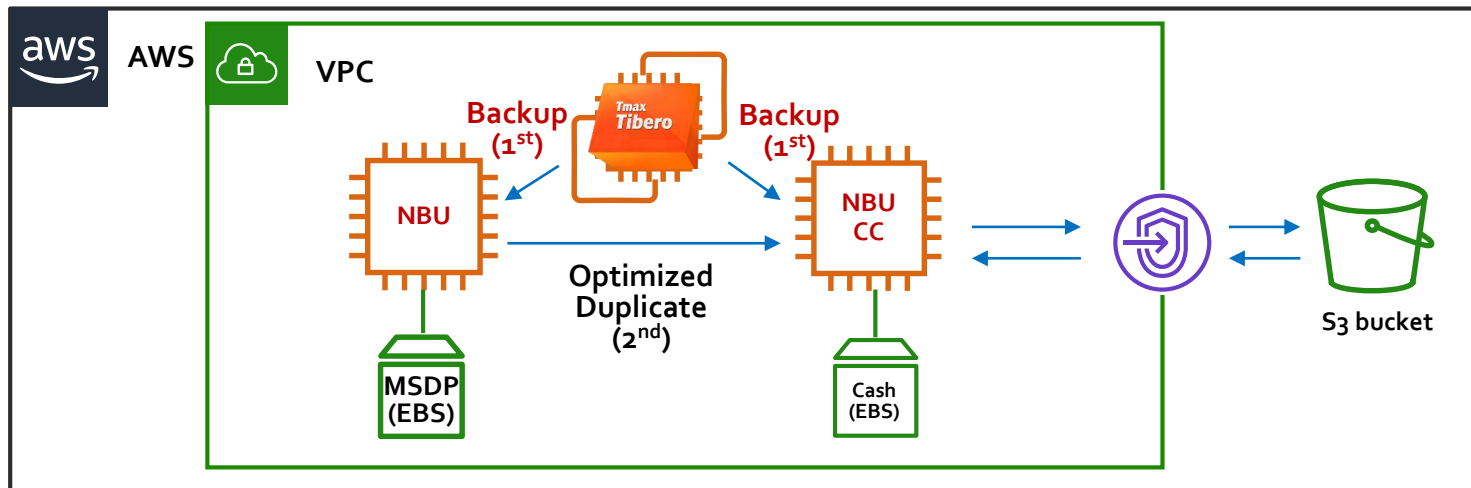 aws
AWS
VPC
Backup
(1st)
Tmax
Tibero
Backup
(1st)
NBU
NBU
CC
Optimized
Duplicate
(2nd)
MSDP
(EBS)
Cash
(EBS)
S3 bucket